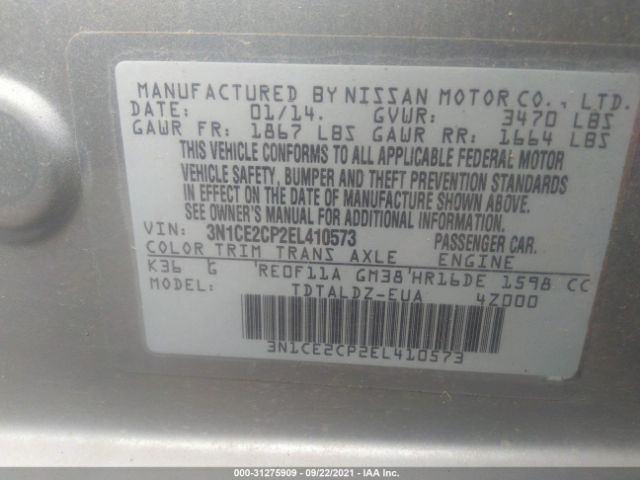 MANUFACTURED BY NISSAN MOTOR CO., LTD.
DATE: 01/14. GVWR: 3470 LBS
GAWR FR: 1867 LBS GAWR RR: 1664 LBS
THIS VEHICLE CONFORMS TO ALL APPLICABLE FEDERAL MOTOR
VEHICLE SAFETY, BUMPER AND THEFT PREVENTION STANDARDS
IN EFFECT ON THE DATE OF MANUFACTURE SHOWN ABOVE.
SEE OWNER'S MANUAL FOR ADDITIONAL INFORMATION.
VIN: 3N1CE2CP2EL410573 PASSENGER CAR.
COLOR TRIM TRANS AXLE ENGINE
K36 G 'RE0F11A GM38'HR16DE 1598 CC
MODEL: TDTALDZ-EUA 4Z000
3N1CE2CP2EL410573
000-31275909 - 09/22/2021 - IAA Inc.